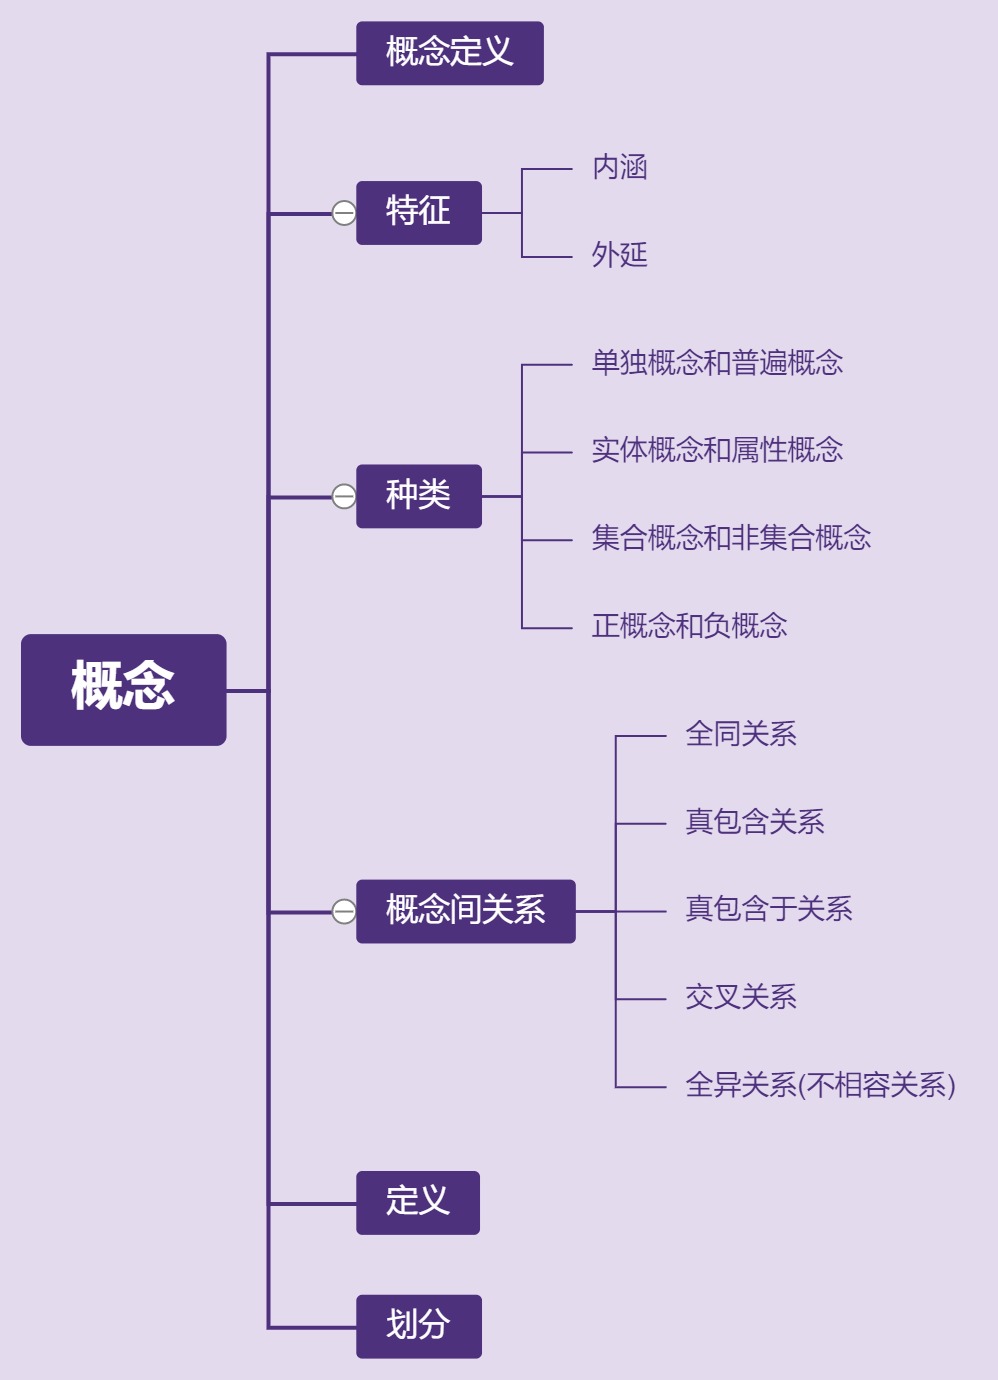 概念定义
内涵
特征
外延
单独概念和普遍概念
实体概念和属性概念
种类
集合概念和非集合概念
正概念和负概念
概念
全同关系
真包含关系
概念间关系
真包含于关系
交叉关系
全异关系(不相容关系)
定义
划分